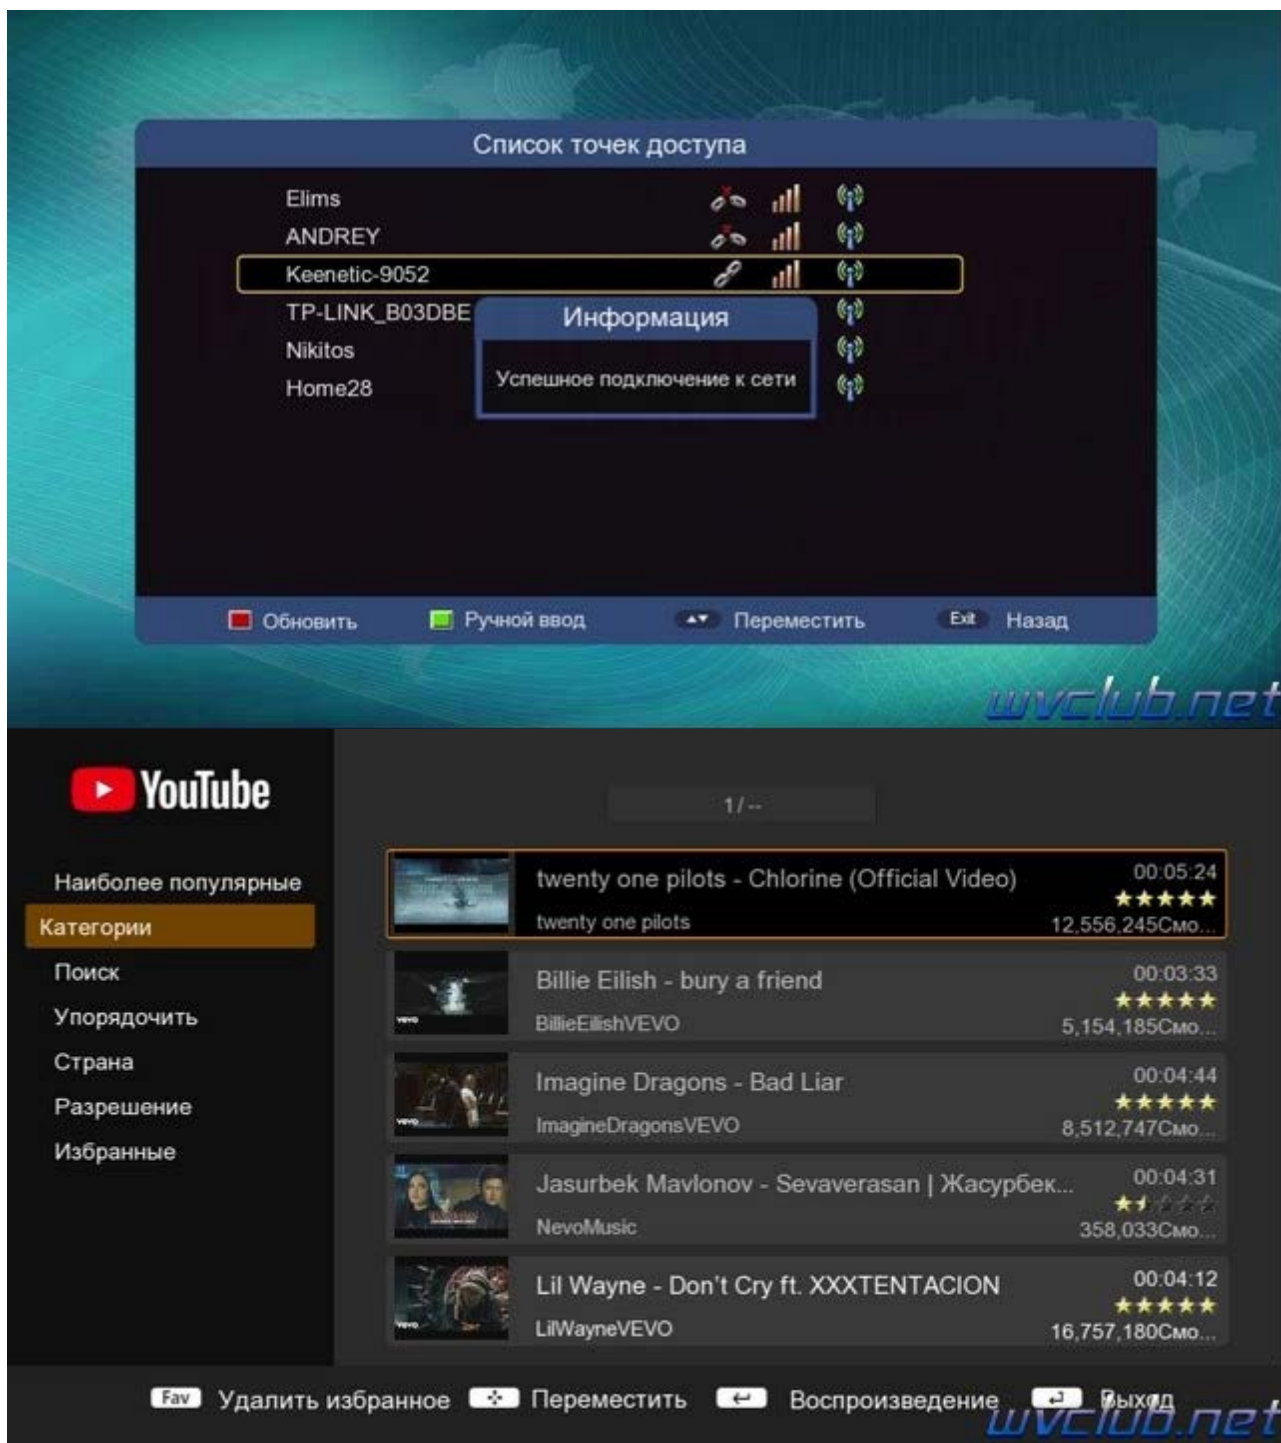 Список точек доступа
Elims
ANDREY
Keenetic-9052
TP-LINK_B03DBE
Nikitos
Home28
Информация
Успешное подключение к сети
Обновить Ручной ввод Переместить Exit Назад
wvclub.net
YouTube
1/--
Наиболее популярные
Категории
Поиск
Упорядочить
Страна
Разрешение
Избранные
twenty one pilots - Chlorine (Official Video) 00:05:24
twenty one pilots 12,556,245Смо...
Billie Eilish - bury a friend 00:03:33
vevo
BillieEilishVEVO 5,154,185Смо...
Imagine Dragons - Bad Liar 00:04:44
vevo
ImagineDragonsVEVO 8,512,747Смо...
Jasurbek Mavlonov - Sevaverasan | Жасурбек... 00:04:31
NevoMusic 358,033Смо...
Lil Wayne - Don't Cry ft. XXXTENTACION 00:04:12
vevo
LilWayneVEVO 16,757,180Смо...
Fav Удалить избранное Переместить Воспроизведение Выход
wvclub.net